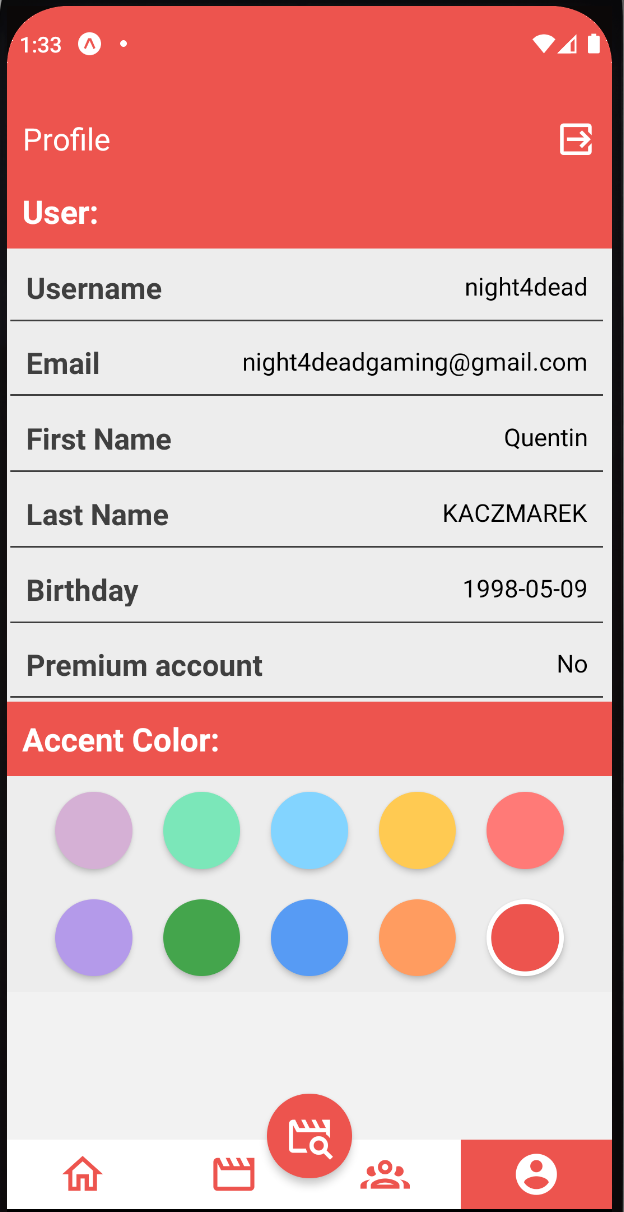 1:33
Profile
User:
Username night4dead
Email night4deadgaming@gmail.com
First Name Quentin
Last Name KACZMAREK
Birthday 1998-05-09
Premium account No
Accent Color: